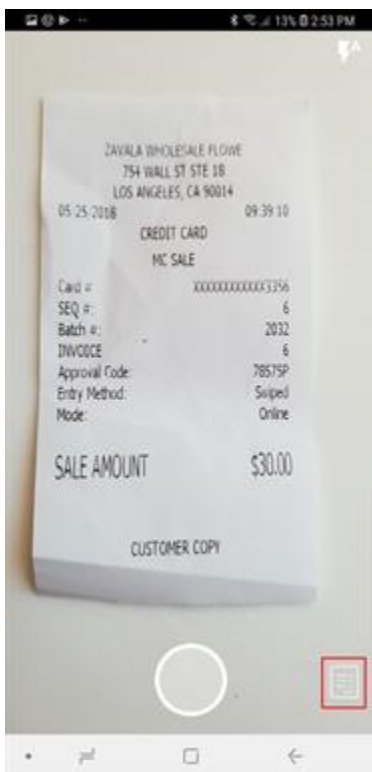 13% 2:53 PM
A
ZAVALA WHOLESALE FLOWE
754 WALL ST STE 18
LOS ANGELES, CA 90014
05-25-2018 09:39:10
CREDIT CARD
MC SALE
Card #: XXXXXXXXXXXX3356
SEQ #: 6
Batch #: 2032
INVOICE 6
Approval Code: 78575P
Entry Method: Swiped
Mode: Online
SALE AMOUNT $30.00
CUSTOMER COPY